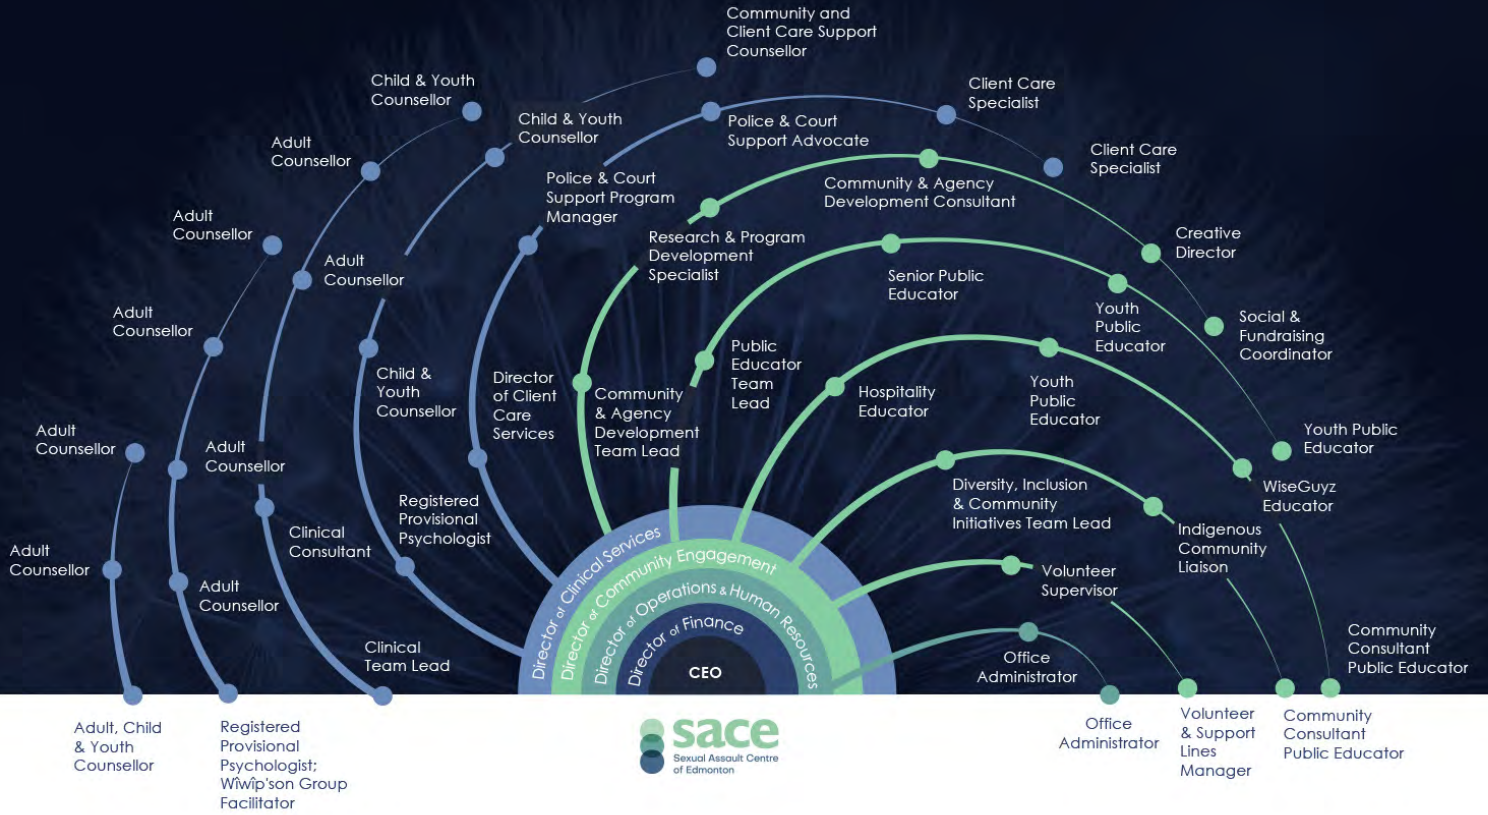 Community and
Client Care Support
Counsellor
Child & Youth
Counsellor
Client Care
Specialist
Child & Youth
Counsellor
Police & Court
Support Advocate
Adult
Counsellor
Client Care
Specialist
Police & Court
Support Program
Manager
Community & Agency
Development Consultant
Adult
Counsellor
Research & Program
Development
Specialist
Creative
Director
Adult
Counsellor
Senior Public
Educator
Youth
Public
Educator
Adult
Counsellor
Social &
Fundraising
Coordinator
Public
Educator
Team
Lead
Child &
Youth
Counsellor
Director
of Client
Care
Services
Community
& Agency
Development
Team Lead
Hospitality
Educator
Youth
Public
Educator
Adult
Counsellor
Adult
Counsellor
Youth Public
Educator
Registered
Provisional
Psychologist
Diversity, Inclusion
& Community
Initiatives Team Lead
WiseGuyz
Educator
Clinical
Consultant
Indigenous
Community
Liaison
Adult
Counsellor
Adult
Counsellor
Volunteer
Supervisor
Clinical
Team Lead
Office
Administrator
Community
Consultant
Public Educator
Director of Clinical Services
Director of Community Engagement
Director of Operations & Human Resources
Director of Finance
CEO
Adult, Child
& Youth
Counsellor
Registered
Provisional
Psychologist;
Wîwîp'son Group
Facilitator
sace
Sexual Assault Centre
of Edmonton
Office
Administrator
Volunteer
& Support
Lines
Manager
Community
Consultant
Public Educator